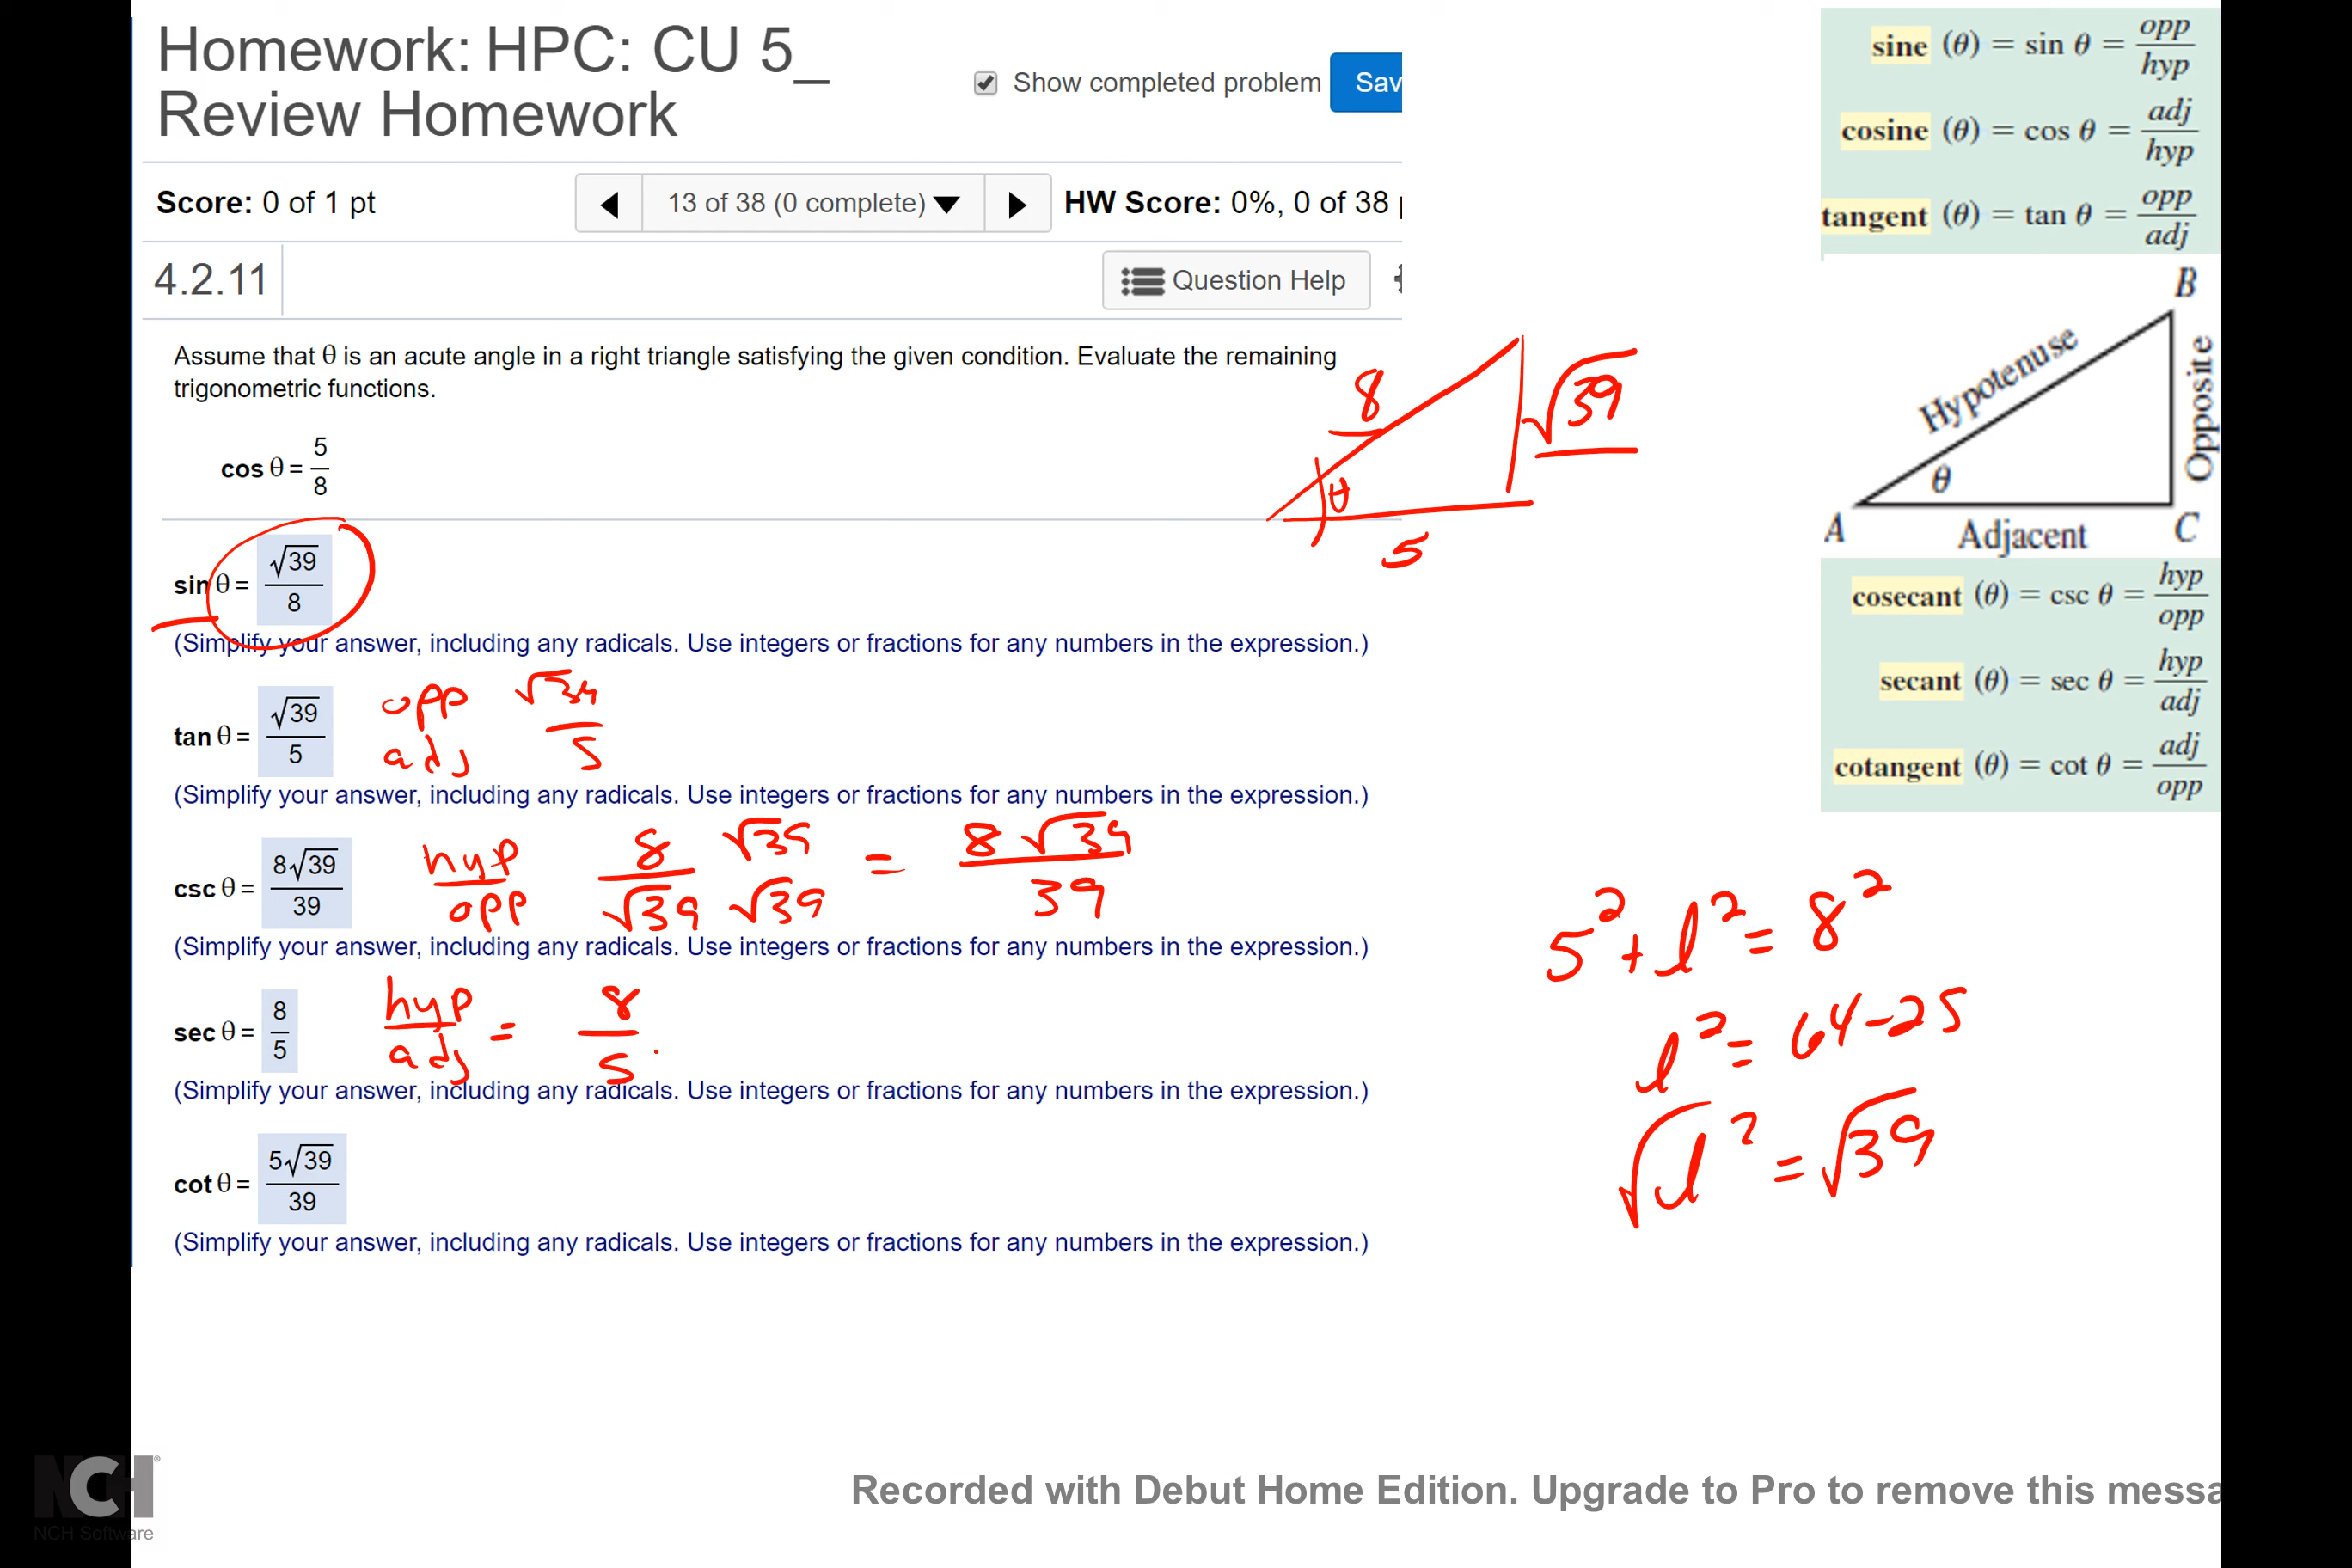 Homework: HPC: CU 5_
Review Homework
Show completed problem
Sav
Score: 0 of 1 pt
13 of 38 (0 complete)
HW Score: 0%, 0 of 38
4.2.11
Question Help
Assume that θ is an acute angle in a right triangle satisfying the given condition. Evaluate the remaining
trigonometric functions.
cos θ = 5/8
8
√39
θ
5
sin θ = √39/8
(Simplify your answer, including any radicals. Use integers or fractions for any numbers in the expression.)
tan θ = √39/5
opp/adj √39/5
(Simplify your answer, including any radicals. Use integers or fractions for any numbers in the expression.)
csc θ = 8√39/39
hyp/opp 8/√39 √39/√39 = 8√39/39
(Simplify your answer, including any radicals. Use integers or fractions for any numbers in the expression.)
sec θ = 8/5
hyp/adj = 8/5
(Simplify your answer, including any radicals. Use integers or fractions for any numbers in the expression.)
cot θ = 5√39/39
(Simplify your answer, including any radicals. Use integers or fractions for any numbers in the expression.)
sine (θ) = sin θ = opp/hyp
cosine (θ) = cos θ = adj/hyp
tangent (θ) = tan θ = opp/adj
B
Hypotenuse
Opposite
θ
A
Adjacent
C
cosecant (θ) = csc θ = hyp/opp
secant (θ) = sec θ = hyp/adj
cotangent (θ) = cot θ = adj/opp
5² + l² = 8²
l² = 64-25
√l² = √39
NCH®
NCH Software
Recorded with Debut Home Edition. Upgrade to Pro to remove this messa